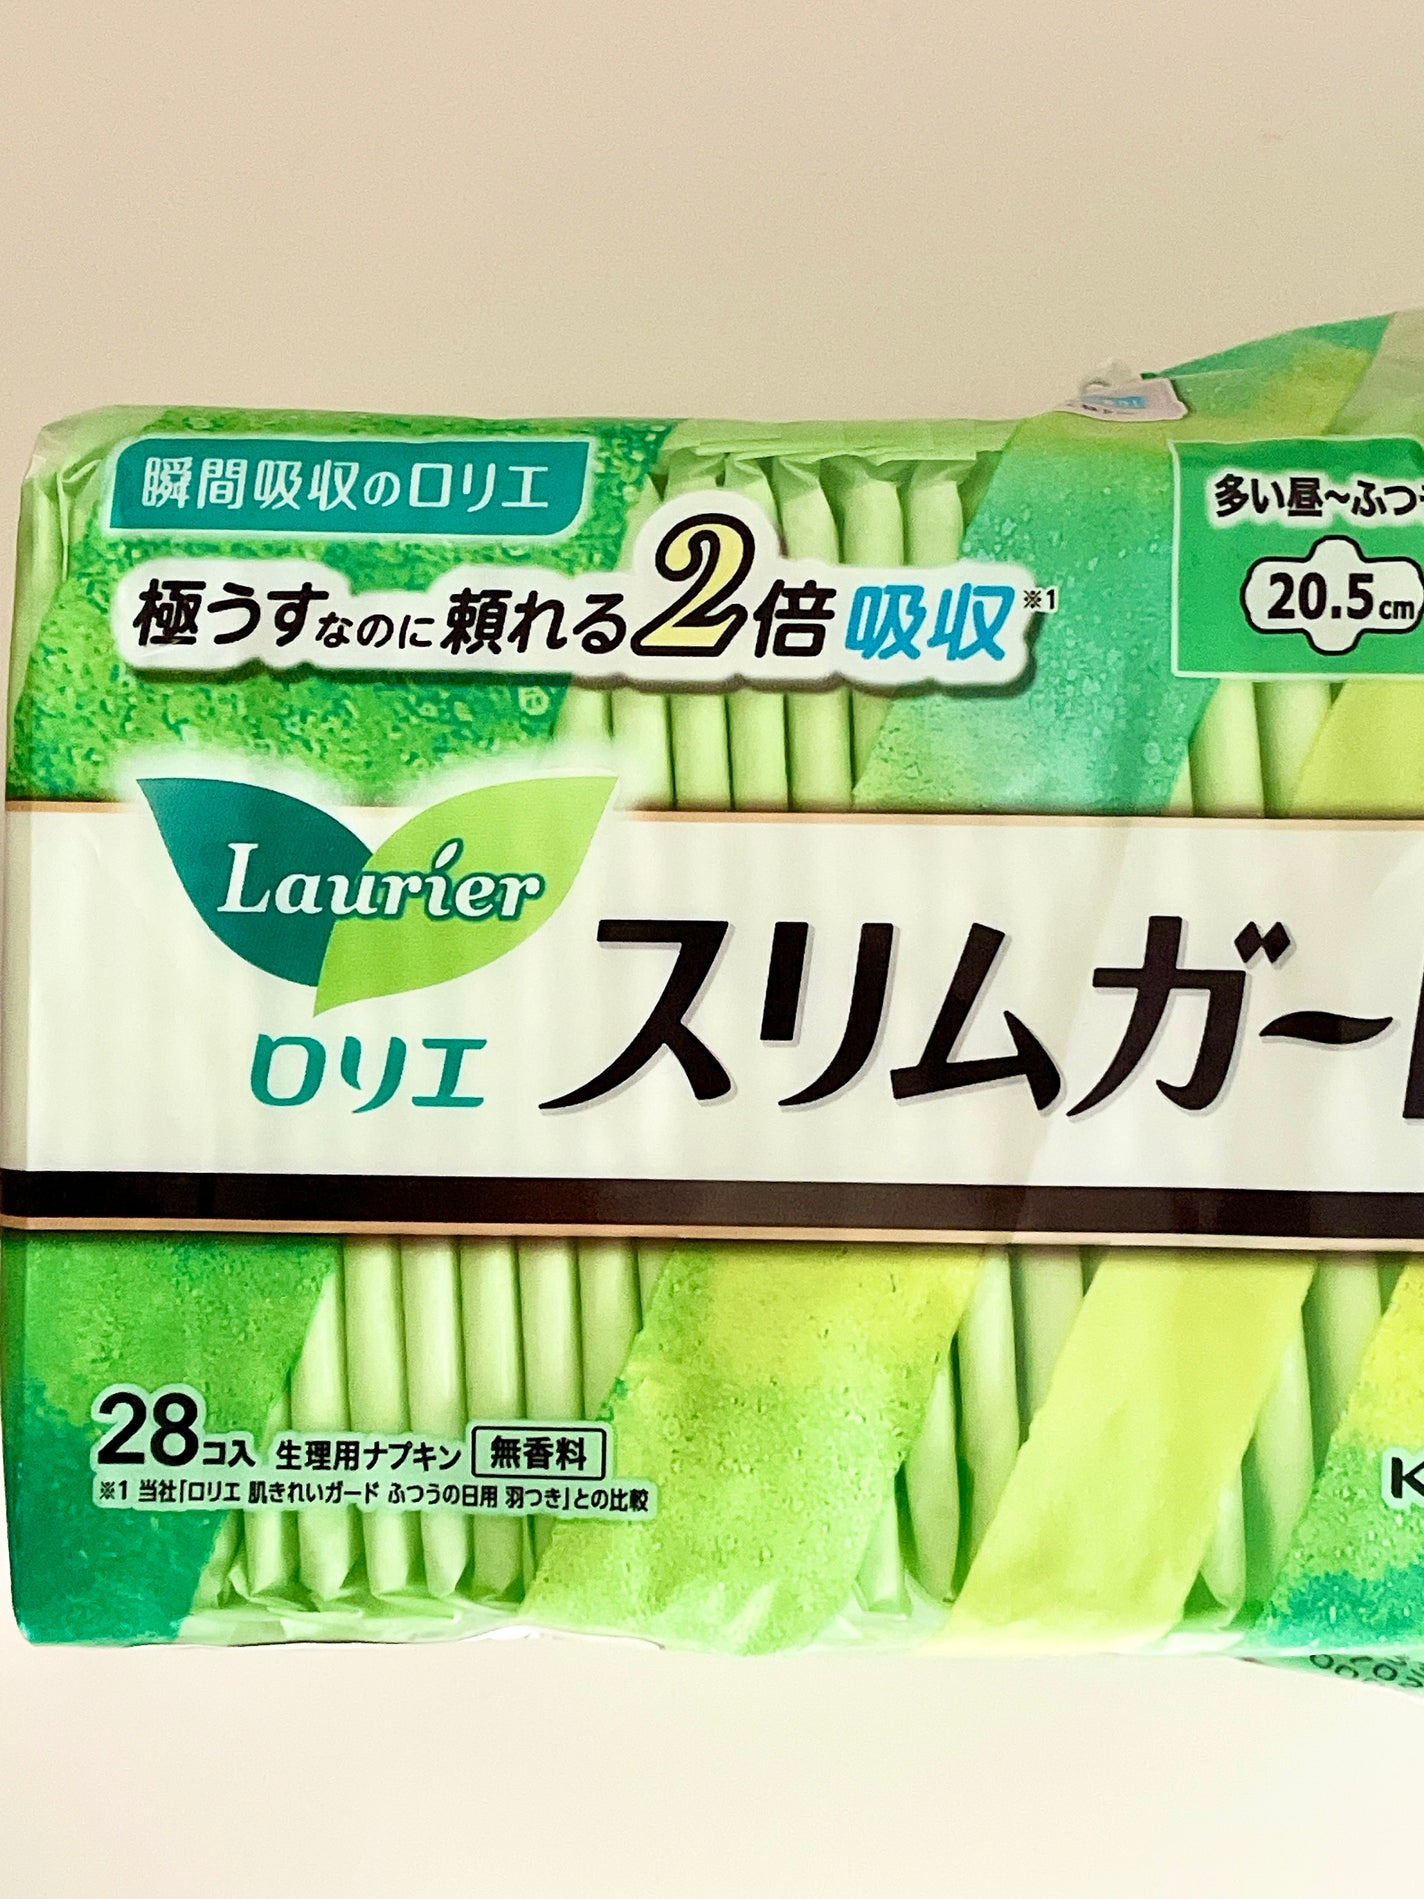 瞬間吸収のロリエ
極うすなのに頼れる2倍吸収※1
多い昼〜ふつ
20.5cm
Laurier
ロリエ
スリムガー
28コ入 生理用ナプキン 無香料
※1 当社「ロリエ 肌きれいガード ふつうの日用 羽つき」との比較
K